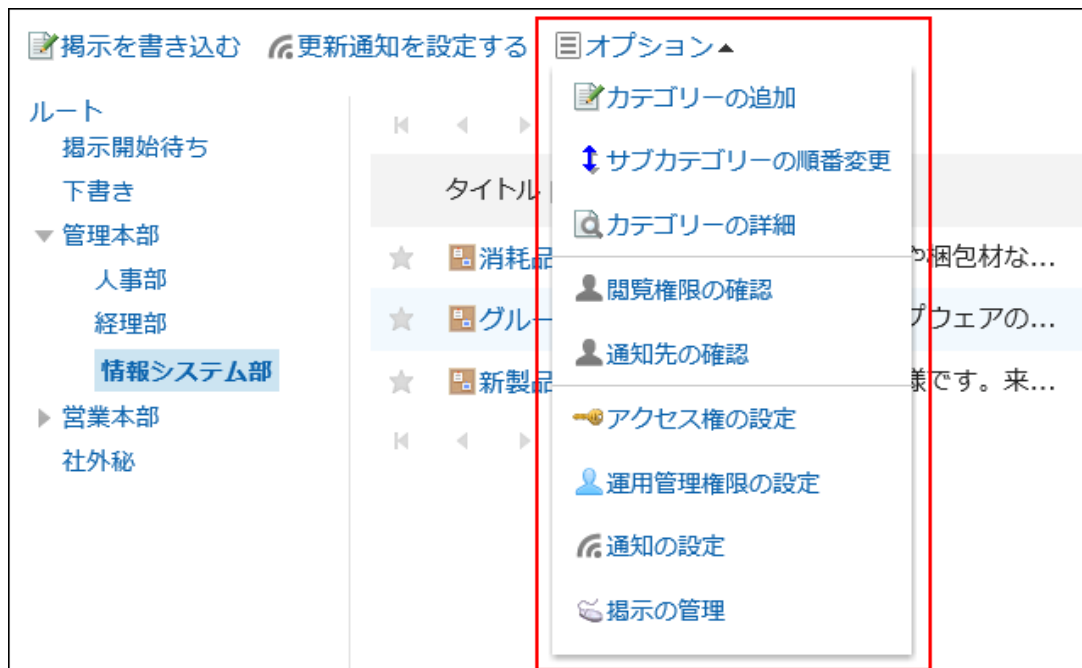 掲示を書き込む 更新通知を設定する オプション▲
ルート
掲示開始待ち
下書き
管理本部
人事部
経理部
情報システム部
営業本部
社外秘
タイトル
消耗品 や梱包材な...
グルー プウェアの...
新製品 様です。来...
カテゴリーの追加
サブカテゴリーの順番変更
カテゴリーの詳細
閲覧権限の確認
通知先の確認
アクセス権の設定
運用管理権限の設定
通知の設定
掲示の管理